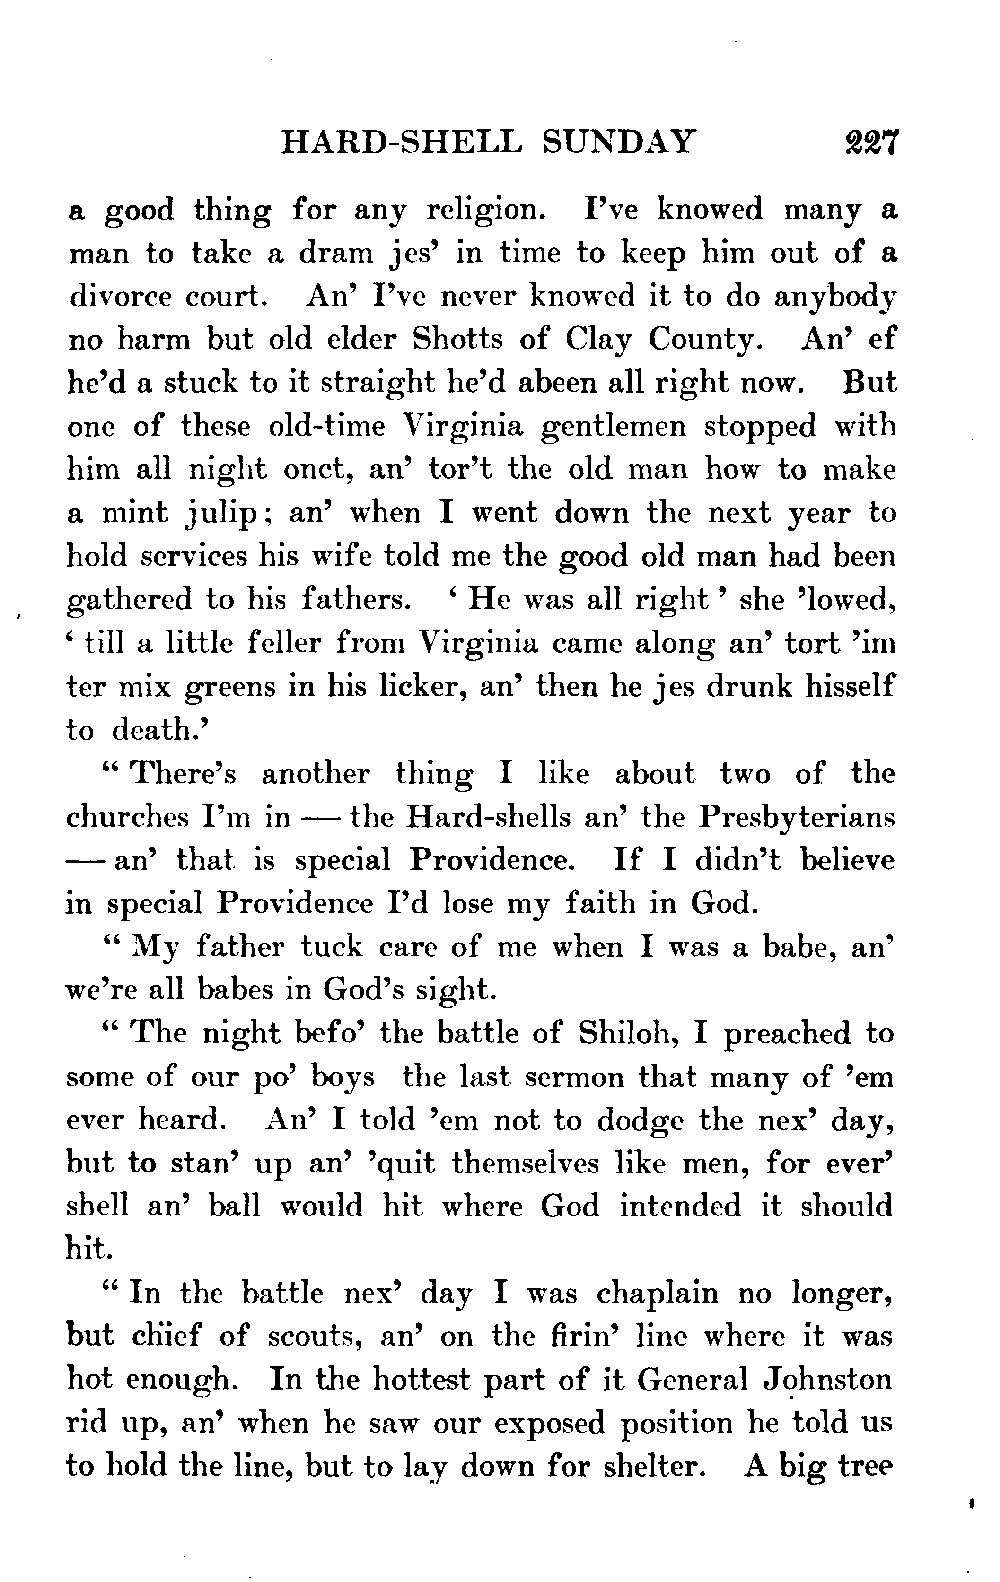 HARD-SHELL SUNDAY 227
a good thing for any religion. I've knowed many a
man to take a dram jes' in time to keep him out of a
divorce court. An' I've never knowed it to do anybody
no harm but old elder Shotts of Clay County. An' ef
he'd a stuck to it straight he'd abeen all right now. But
one of these old-time Virginia gentlemen stopped with
him all night onct, an' tor't the old man how to make
a mint julip; an' when I went down the next year to
hold services his wife told me the good old man had been
gathered to his fathers. ‘ He was all right ’ she 'lowed,
‘ till a little feller from Virginia came along an' tort 'im
ter mix greens in his licker, an' then he jes drunk hisself
to death.’
“ There's another thing I like about two of the
churches I'm in — the Hard-shells an' the Presbyterians
— an' that is special Providence. If I didn't believe
in special Providence I'd lose my faith in God.
“ My father tuck care of me when I was a babe, an'
we're all babes in God's sight.
“ The night befo' the battle of Shiloh, I preached to
some of our po' boys the last sermon that many of 'em
ever heard. An' I told 'em not to dodge the nex' day,
but to stan' up an' 'quit themselves like men, for ever'
shell an' ball would hit where God intended it should
hit.
“ In the battle nex' day I was chaplain no longer,
but chief of scouts, an' on the firin' line where it was
hot enough. In the hottest part of it General Johnston
rid up, an' when he saw our exposed position he told us
to hold the line, but to lay down for shelter. A big tree